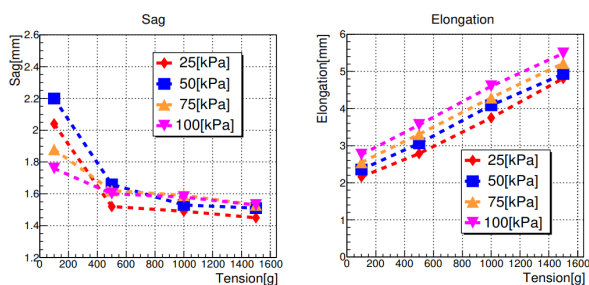 Sag
Sag[mm]
2.6
2.4
2.2
2
1.8
1.6
1.4
1.2
25[kPa]
50[kPa]
75[kPa]
100[kPa]
0 200 400 600 800 1000 1200 1400 1600
Tension[g]
Elongation
Elongation[mm]
6
5
4
3
2
1
0
25[kPa]
50[kPa]
75[kPa]
100[kPa]
0 200 400 600 800 1000 1200 1400 1600
Tension[g]